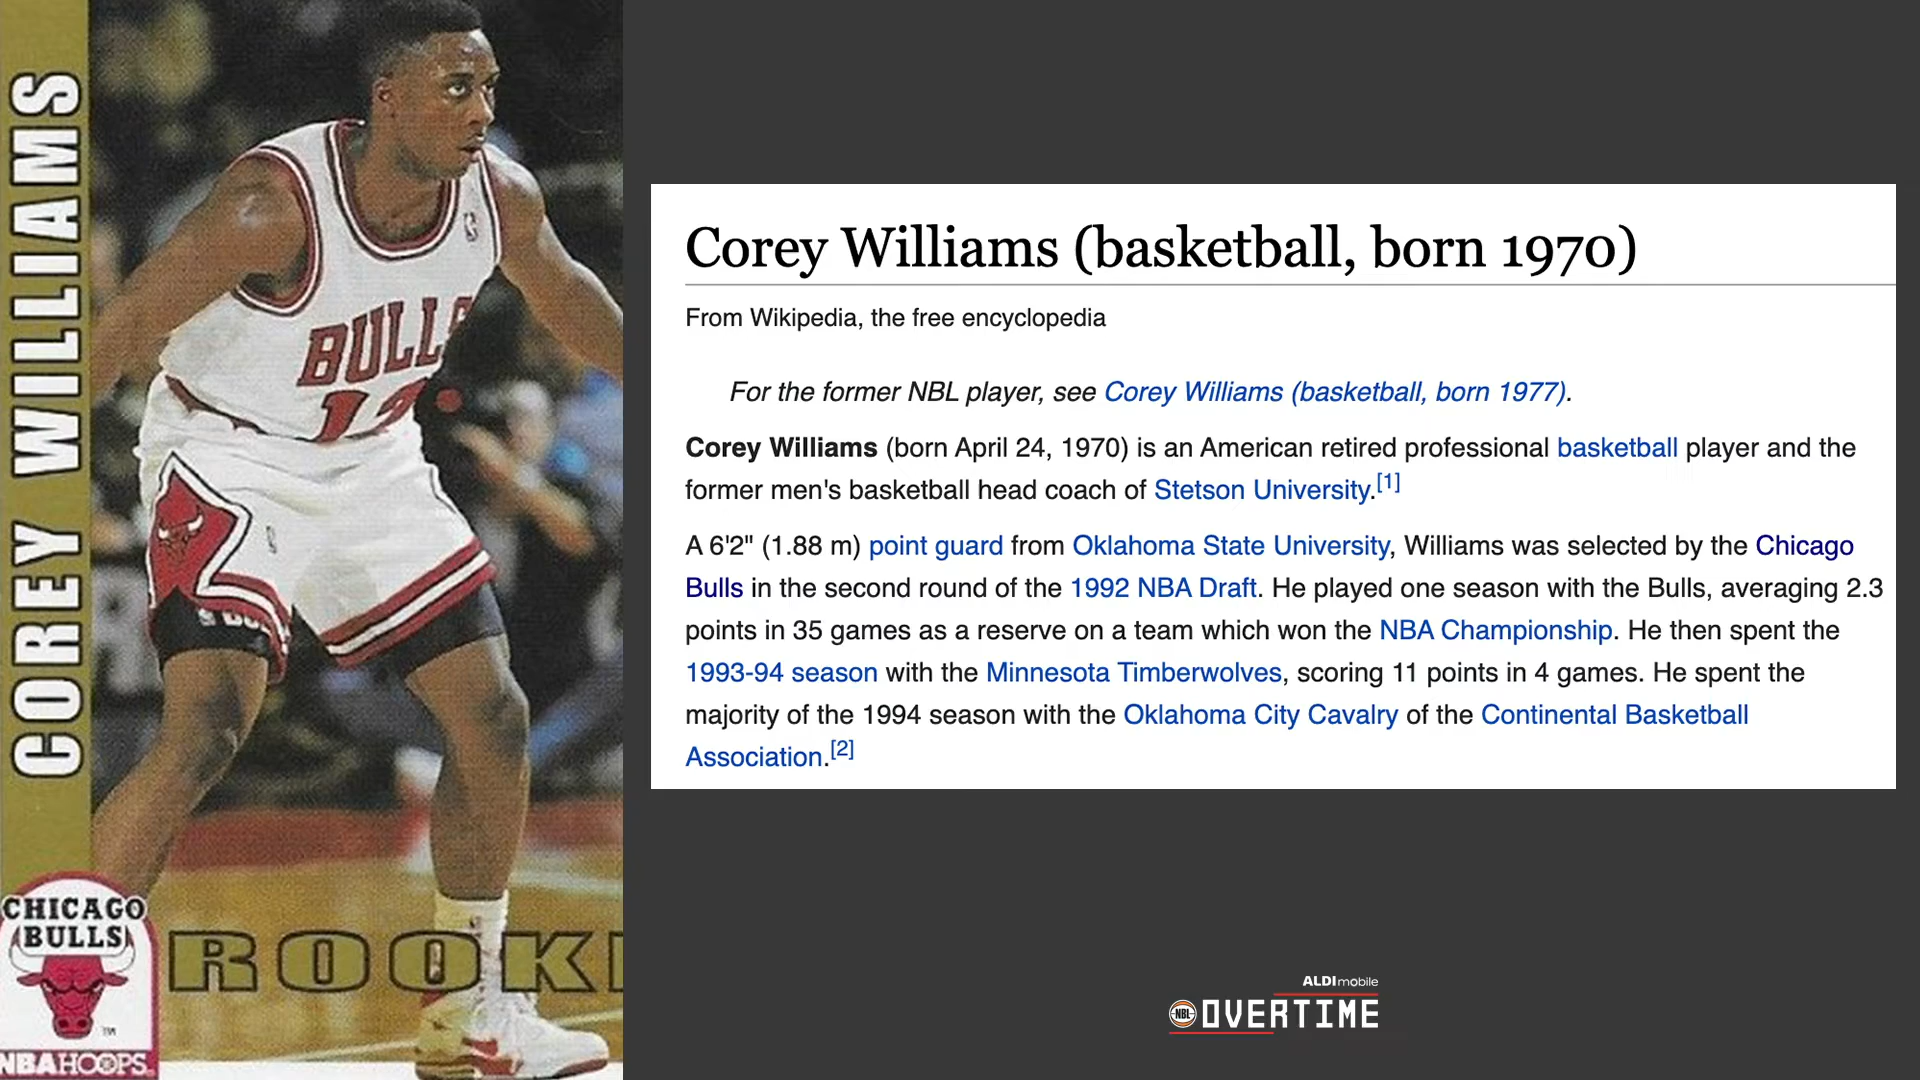 COREY WILLIAMS
BULLS
12
CHICAGO
BULLS
TM
NBA HOOPS
ROOKI
Corey Williams (basketball, born 1970)
From Wikipedia, the free encyclopedia
For the former NBL player, see Corey Williams (basketball, born 1977).
Corey Williams (born April 24, 1970) is an American retired professional basketball player and the
former men's basketball head coach of Stetson University.[1]
A 6'2" (1.88 m) point guard from Oklahoma State University, Williams was selected by the Chicago
Bulls in the second round of the 1992 NBA Draft. He played one season with the Bulls, averaging 2.3
points in 35 games as a reserve on a team which won the NBA Championship. He then spent the
1993-94 season with the Minnesota Timberwolves, scoring 11 points in 4 games. He spent the
majority of the 1994 season with the Oklahoma City Cavalry of the Continental Basketball
Association.[2]
ALDI mobile
NBL OVERTIME